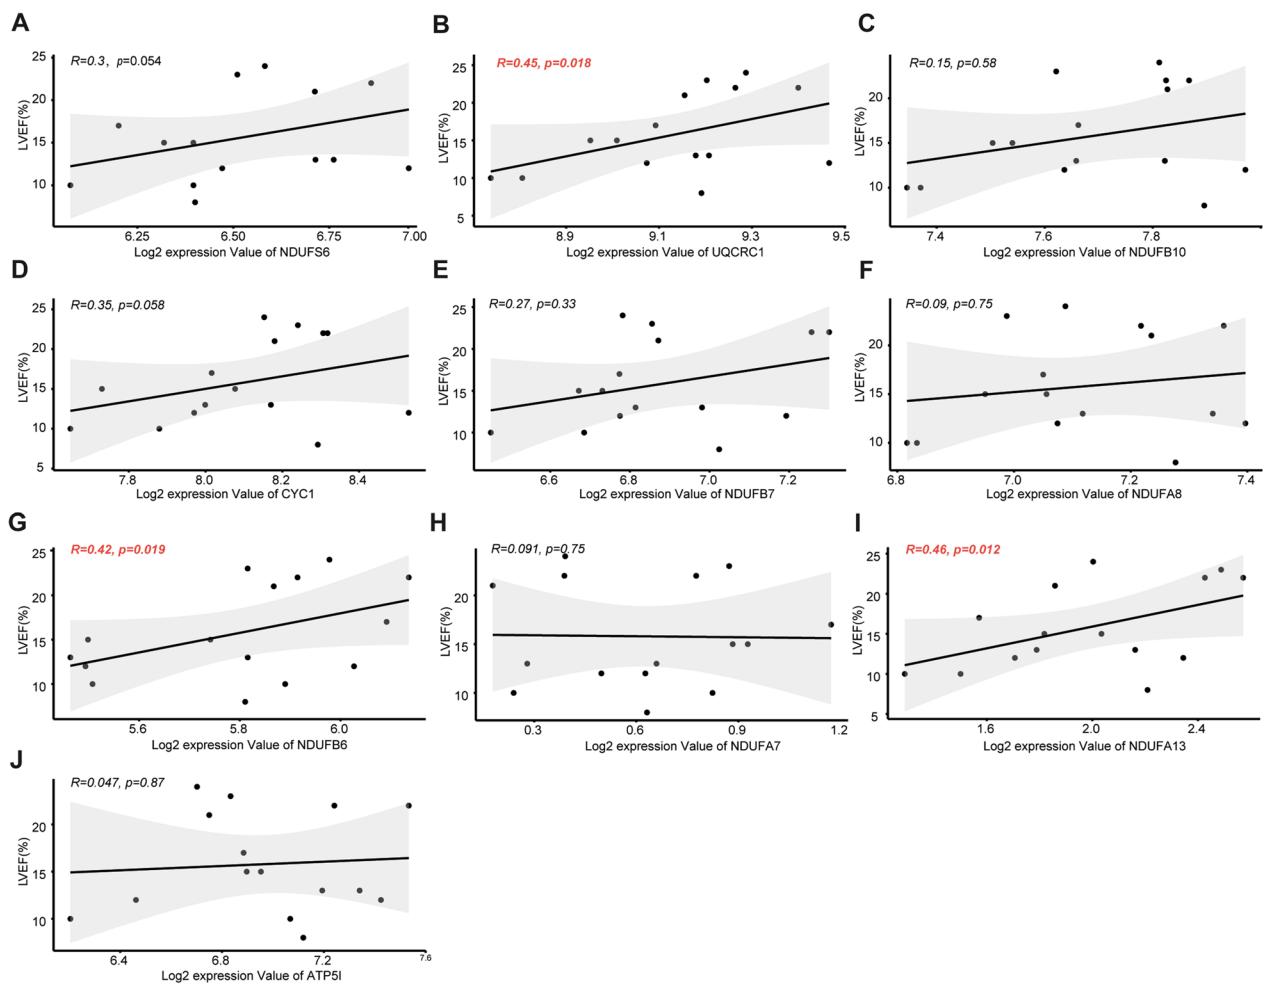 A
R=0.3, p=0.054
LVEF(%)
25
20
15
10
6.25 6.50 6.75 7.00
Log2 expression Value of NDUFS6
B
R=0.45, p=0.018
LVEF(%)
25
20
15
10
5
8.9 9.1 9.3 9.5
Log2 expression Value of UQCRC1
C
R=0.15, p=0.58
LVEF(%)
20
15
10
7.4 7.6 7.8
Log2 expression Value of NDUFB10
D
R=0.35, p=0.058
LVEF(%)
25
20
15
10
5
7.8 8.0 8.2 8.4
Log2 expression Value of CYC1
E
R=0.27, p=0.33
LVEF(%)
25
20
15
10
6.6 6.8 7.0 7.2
Log2 expression Value of NDUFB7
F
R=0.09, p=0.75
LVEF(%)
20
15
10
6.8 7.0 7.2 7.4
Log2 expression Value of NDUFA8
G
R=0.42, p=0.019
LVEF(%)
25
20
15
10
5.6 5.8 6.0
Log2 expression Value of NDUFB6
H
R=0.091, p=0.75
LVEF(%)
20
15
10
0.3 0.6 0.9 1.2
Log2 expression Value of NDUFA7
I
R=0.46, p=0.012
LVEF(%)
25
20
15
10
5
1.6 2.0 2.4
Log2 expression Value of NDUFA13
J
R=0.047, p=0.87
LVEF(%)
20
15
10
6.4 6.8 7.2 7.6
Log2 expression Value of ATP5I